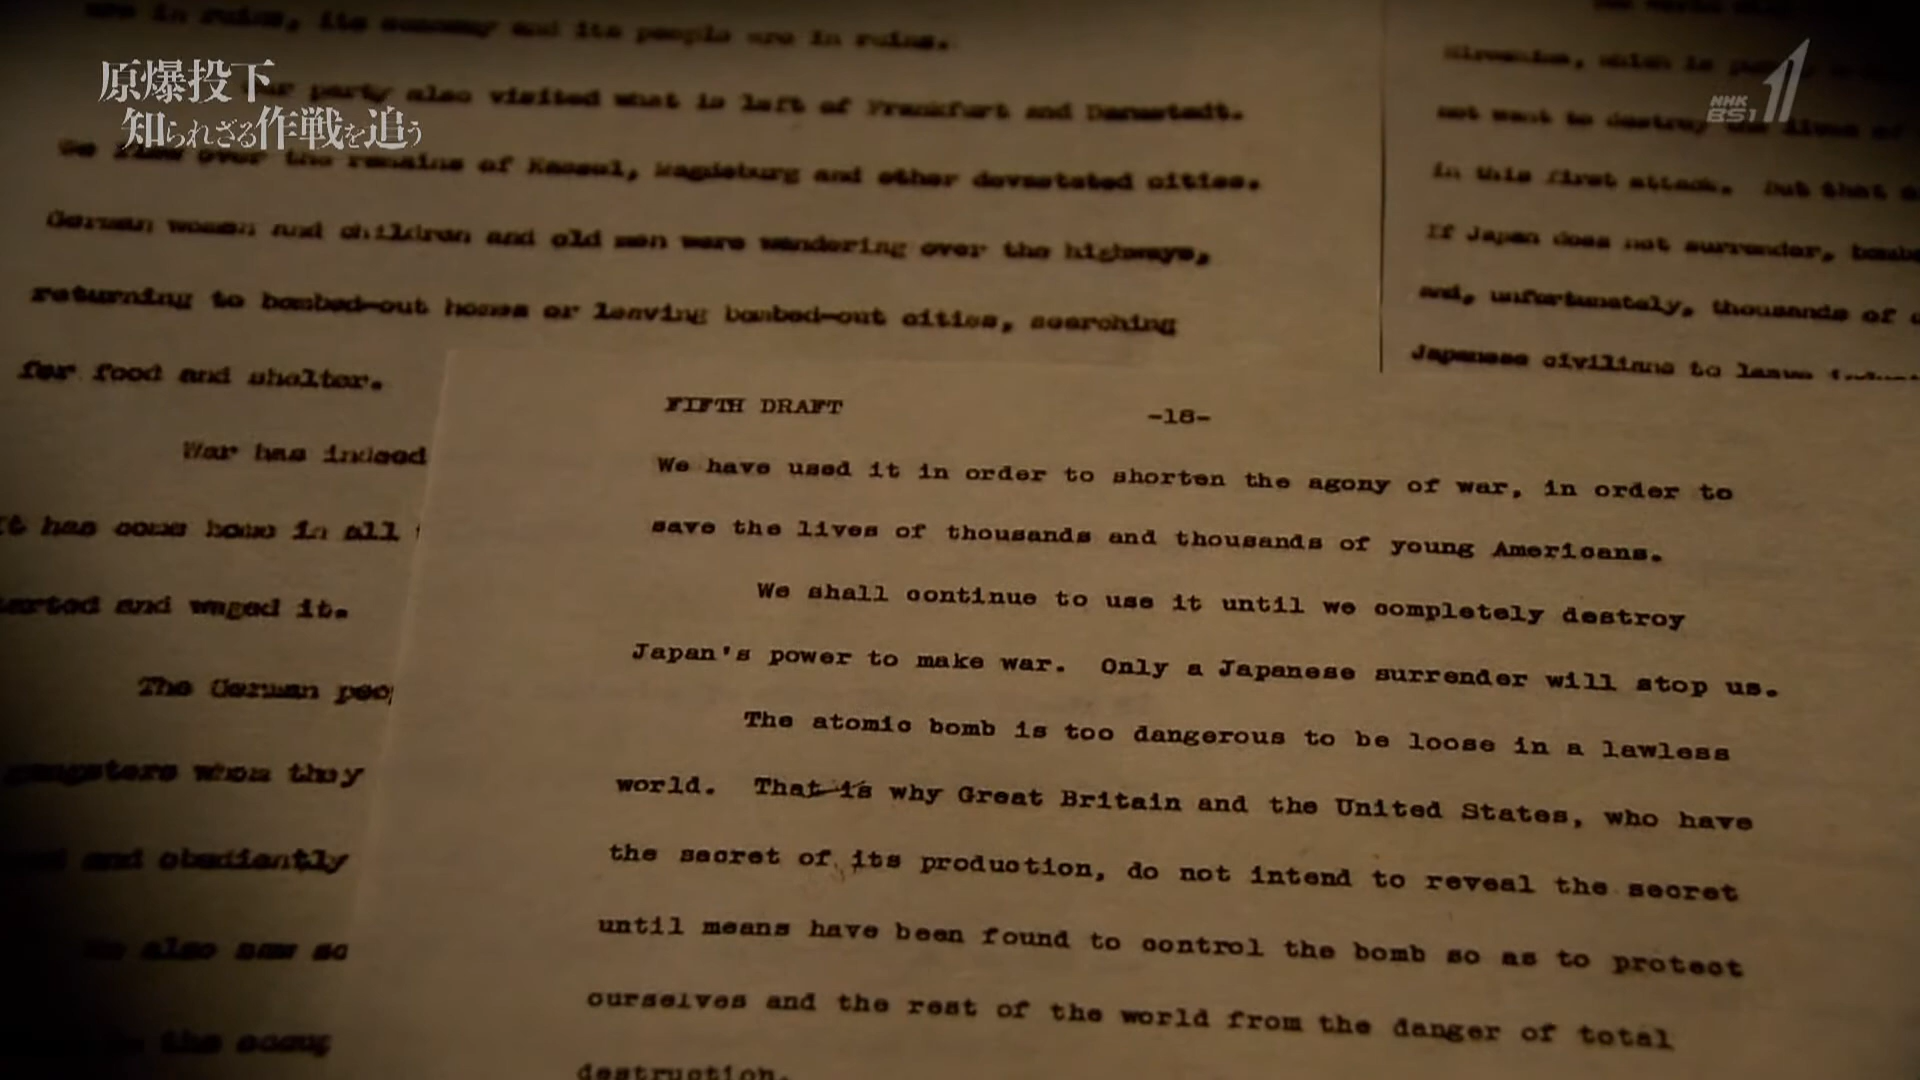 原爆投下
知られざる作戦を追う
NHK
BS1
are in ruins, its economy and its people are in ruins.
party also visited what is left of Frankfurt and Darmstadt.
We flew over the remains of Kassel, Magdeburg and other devastated cities.
German women and children and old men were wandering over the highways,
returning to bombed-out homes or leaving bombed-out cities, searching
for food and shelter.
War has indeed
It has come home in all
started and waged it.
The German peo
gangsters whom they
and obediently
We also saw so
which is
not want to destroy the lives of
in this first attack. But that
If Japan does not surrender, bombs
and, unfortunately, thousands of
Japanese civilians to leave
FIFTH DRAFT
-18-
We have used it in order to shorten the agony of war, in order to
save the lives of thousands and thousands of young Americans.
We shall continue to use it until we completely destroy
Japan's power to make war. Only a Japanese surrender will stop us.
The atomic bomb is too dangerous to be loose in a lawless
world. That is why Great Britain and the United States, who have
the secret of its production, do not intend to reveal the secret
until means have been found to control the bomb so as to protect
ourselves and the rest of the world from the danger of total
destruction.